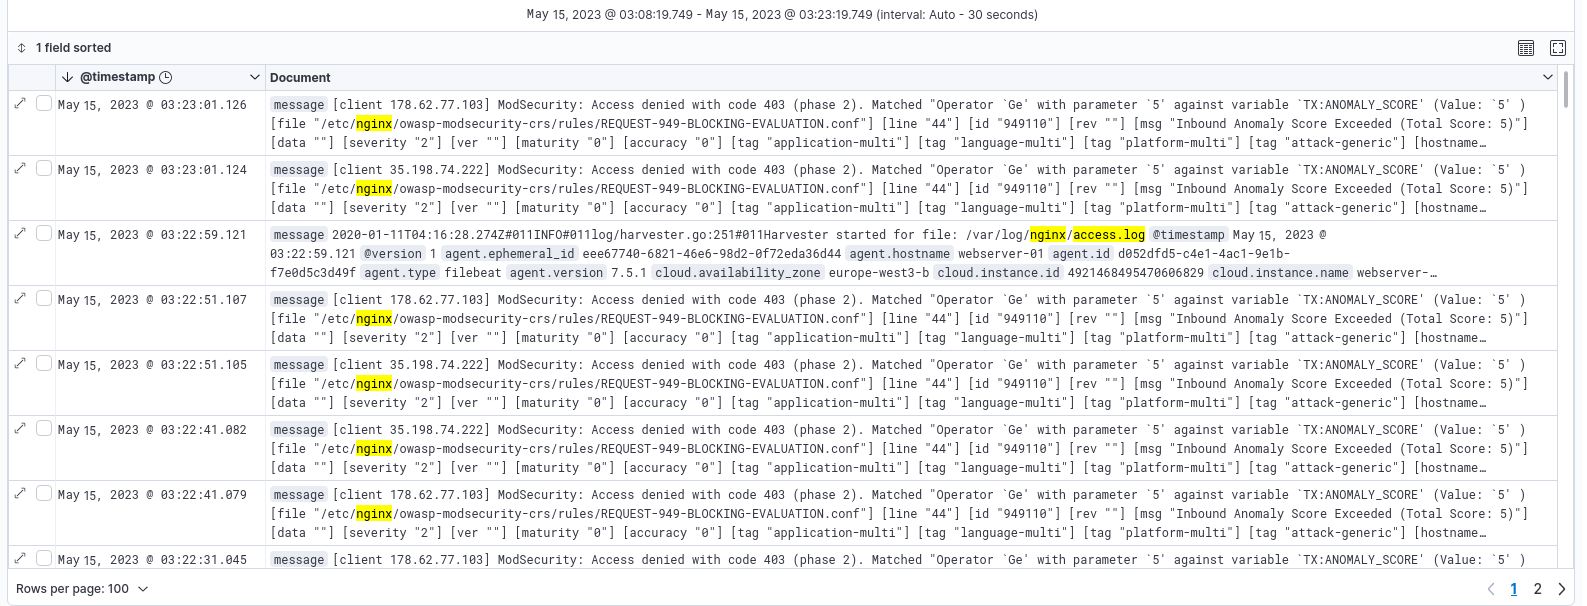 May 15, 2023 @ 03:08:19.749 - May 15, 2023 @ 03:23:19.749 (interval: Auto - 30 seconds)
1 field sorted
@timestamp Document
May 15, 2023 @ 03:23:01.126 message [client 178.62.77.103] ModSecurity: Access denied with code 403 (phase 2). Matched "Operator `Ge' with parameter `5' against variable `TX:ANOMALY_SCORE' (Value: `5' )
[file "/etc/nginx/owasp-modsecurity-crs/rules/REQUEST-949-BLOCKING-EVALUATION.conf"] [line "44"] [id "949110"] [rev ""] [msg "Inbound Anomaly Score Exceeded (Total Score: 5)"]
[data ""] [severity "2"] [ver ""] [maturity "0"] [accuracy "0"] [tag "application-multi"] [tag "language-multi"] [tag "platform-multi"] [tag "attack-generic"] [hostname…
May 15, 2023 @ 03:23:01.124 message [client 35.198.74.222] ModSecurity: Access denied with code 403 (phase 2). Matched "Operator `Ge' with parameter `5' against variable `TX:ANOMALY_SCORE' (Value: `5' )
[file "/etc/nginx/owasp-modsecurity-crs/rules/REQUEST-949-BLOCKING-EVALUATION.conf"] [line "44"] [id "949110"] [rev ""] [msg "Inbound Anomaly Score Exceeded (Total Score: 5)"]
[data ""] [severity "2"] [ver ""] [maturity "0"] [accuracy "0"] [tag "application-multi"] [tag "language-multi"] [tag "platform-multi"] [tag "attack-generic"] [hostname…
May 15, 2023 @ 03:22:59.121 message 2020-01-11T04:16:28.274Z#011INFO#011log/harvester.go:251#011Harvester started for file: /var/log/nginx/access.log @timestamp May 15, 2023 @
03:22:59.121 @version 1 agent.ephemeral_id eee67740-6821-46e6-98d2-0f72eda36d44 agent.hostname webserver-01 agent.id d052dfd5-c4e1-4ac1-9e1b-
f7e0d5c3d49f agent.type filebeat agent.version 7.5.1 cloud.availability_zone europe-west3-b cloud.instance.id 4921468495470606829 cloud.instance.name webserver-…
May 15, 2023 @ 03:22:51.107 message [client 178.62.77.103] ModSecurity: Access denied with code 403 (phase 2). Matched "Operator `Ge' with parameter `5' against variable `TX:ANOMALY_SCORE' (Value: `5' )
[file "/etc/nginx/owasp-modsecurity-crs/rules/REQUEST-949-BLOCKING-EVALUATION.conf"] [line "44"] [id "949110"] [rev ""] [msg "Inbound Anomaly Score Exceeded (Total Score: 5)"]
[data ""] [severity "2"] [ver ""] [maturity "0"] [accuracy "0"] [tag "application-multi"] [tag "language-multi"] [tag "platform-multi"] [tag "attack-generic"] [hostname…
May 15, 2023 @ 03:22:51.105 message [client 35.198.74.222] ModSecurity: Access denied with code 403 (phase 2). Matched "Operator `Ge' with parameter `5' against variable `TX:ANOMALY_SCORE' (Value: `5' )
[file "/etc/nginx/owasp-modsecurity-crs/rules/REQUEST-949-BLOCKING-EVALUATION.conf"] [line "44"] [id "949110"] [rev ""] [msg "Inbound Anomaly Score Exceeded (Total Score: 5)"]
[data ""] [severity "2"] [ver ""] [maturity "0"] [accuracy "0"] [tag "application-multi"] [tag "language-multi"] [tag "platform-multi"] [tag "attack-generic"] [hostname…
May 15, 2023 @ 03:22:41.082 message [client 35.198.74.222] ModSecurity: Access denied with code 403 (phase 2). Matched "Operator `Ge' with parameter `5' against variable `TX:ANOMALY_SCORE' (Value: `5' )
[file "/etc/nginx/owasp-modsecurity-crs/rules/REQUEST-949-BLOCKING-EVALUATION.conf"] [line "44"] [id "949110"] [rev ""] [msg "Inbound Anomaly Score Exceeded (Total Score: 5)"]
[data ""] [severity "2"] [ver ""] [maturity "0"] [accuracy "0"] [tag "application-multi"] [tag "language-multi"] [tag "platform-multi"] [tag "attack-generic"] [hostname…
May 15, 2023 @ 03:22:41.079 message [client 178.62.77.103] ModSecurity: Access denied with code 403 (phase 2). Matched "Operator `Ge' with parameter `5' against variable `TX:ANOMALY_SCORE' (Value: `5' )
[file "/etc/nginx/owasp-modsecurity-crs/rules/REQUEST-949-BLOCKING-EVALUATION.conf"] [line "44"] [id "949110"] [rev ""] [msg "Inbound Anomaly Score Exceeded (Total Score: 5)"]
[data ""] [severity "2"] [ver ""] [maturity "0"] [accuracy "0"] [tag "application-multi"] [tag "language-multi"] [tag "platform-multi"] [tag "attack-generic"] [hostname…
May 15, 2023 @ 03:22:31.045 message [client 178.62.77.103] ModSecurity: Access denied with code 403 (phase 2). Matched "Operator `Ge' with parameter `5' against variable `TX:ANOMALY_SCORE' (Value: `5' )
Rows per page: 100 1 2